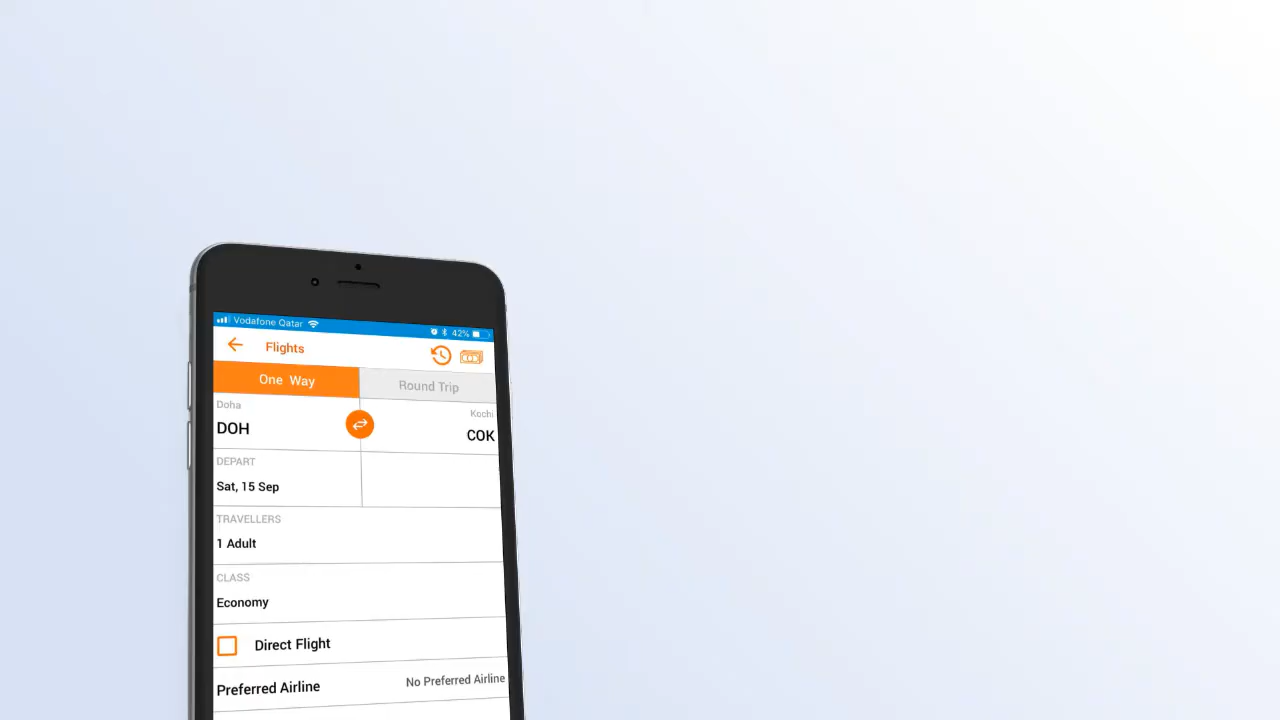 Vodafone Qatar 42%
Flights
One Way Round Trip
Doha Kochi
DOH COK
DEPART
Sat, 15 Sep
TRAVELLERS
1 Adult
CLASS
Economy
Direct Flight
Preferred Airline No Preferred Airline